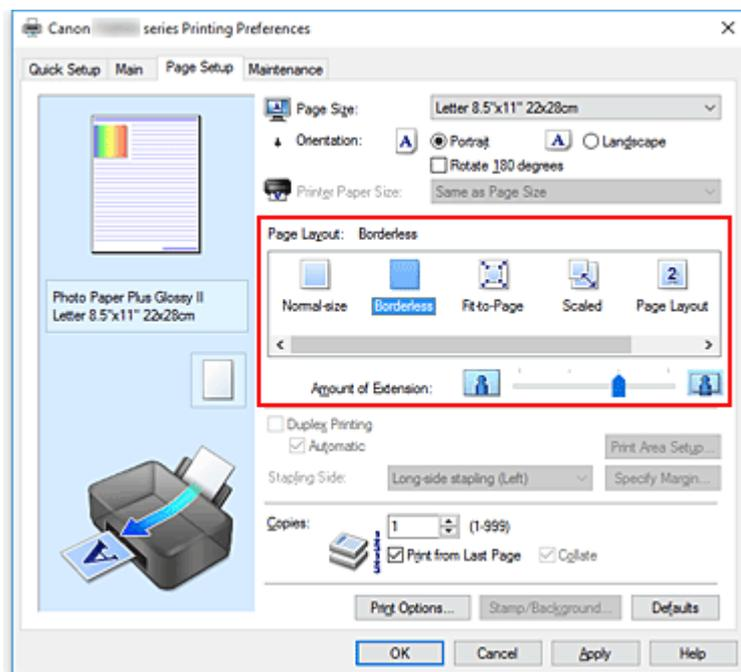 Canon series Printing Preferences
Quick Setup Main Page Setup Maintenance
Page Size: Letter 8.5"x11" 22x28cm
Orientation: A Portrait A Landscape
Rotate 180 degrees
Printer Paper Size: Same as Page Size
Page Layout: Borderless
2
Normal-size Borderless Fit-to-Page Scaled Page Layout
Photo Paper Plus Glossy II
Letter 8.5"x11" 22x28cm
Amount of Extension:
Duplex Printing
Automatic Print Area Setup...
Stapling Side: Long-side stapling (Left) Specify Margin...
Copies: 1 (1-999)
Print from Last Page Collate
A
Print Options... Stamp/Background... Defaults
OK Cancel Apply Help